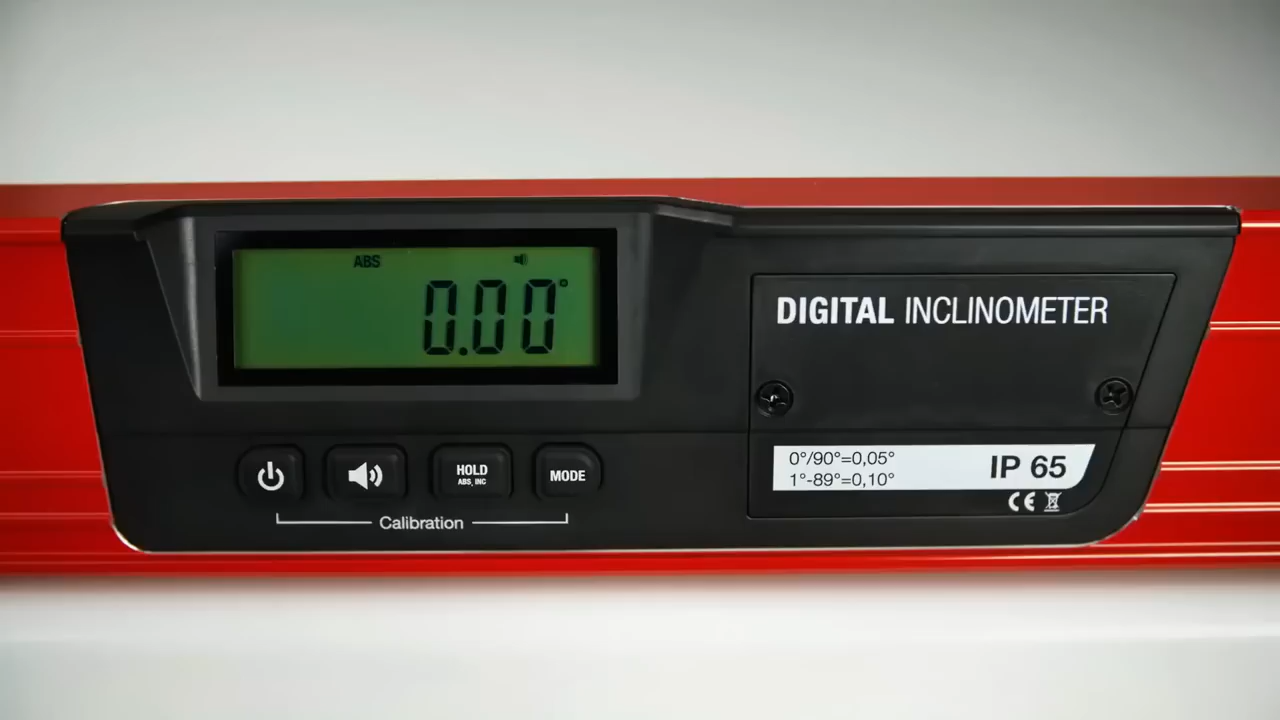 ABS
0.00°
DIGITAL INCLINOMETER
0°/90°=0,05°
1°-89°=0,10°
IP 65
CE
HOLD
ABS, INC
MODE
Calibration